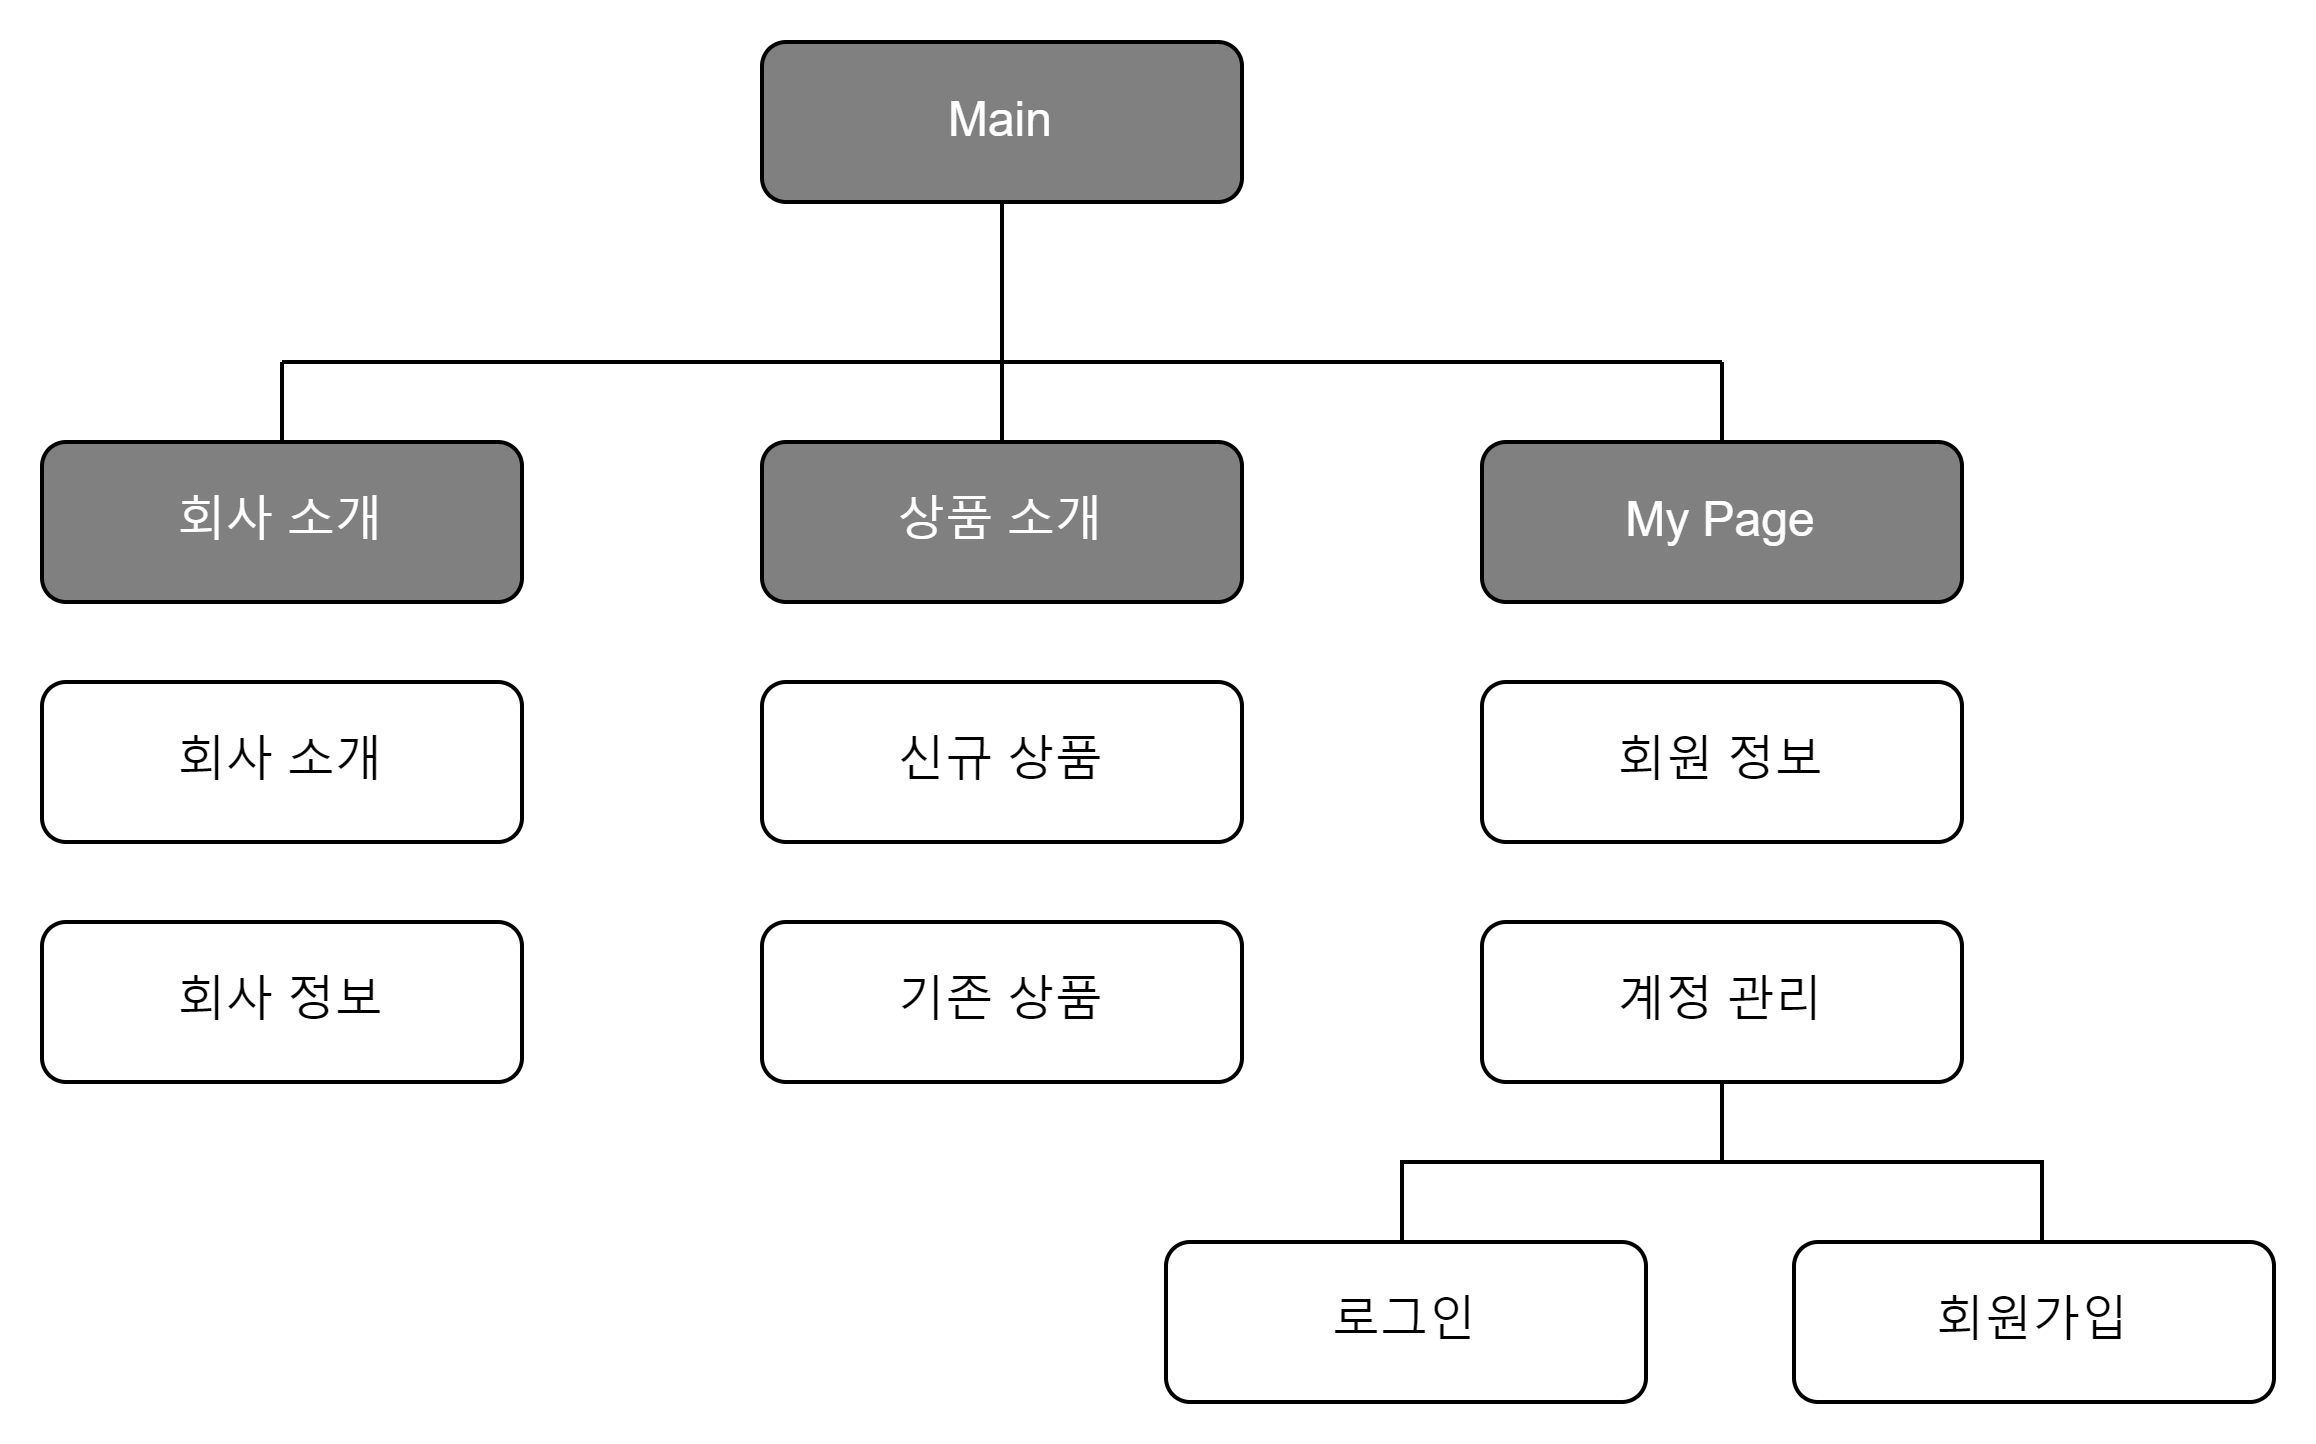 Main
회사 소개
상품 소개
My Page
회사 소개
신규 상품
회원 정보
회사 정보
기존 상품
계정 관리
로그인
회원가입